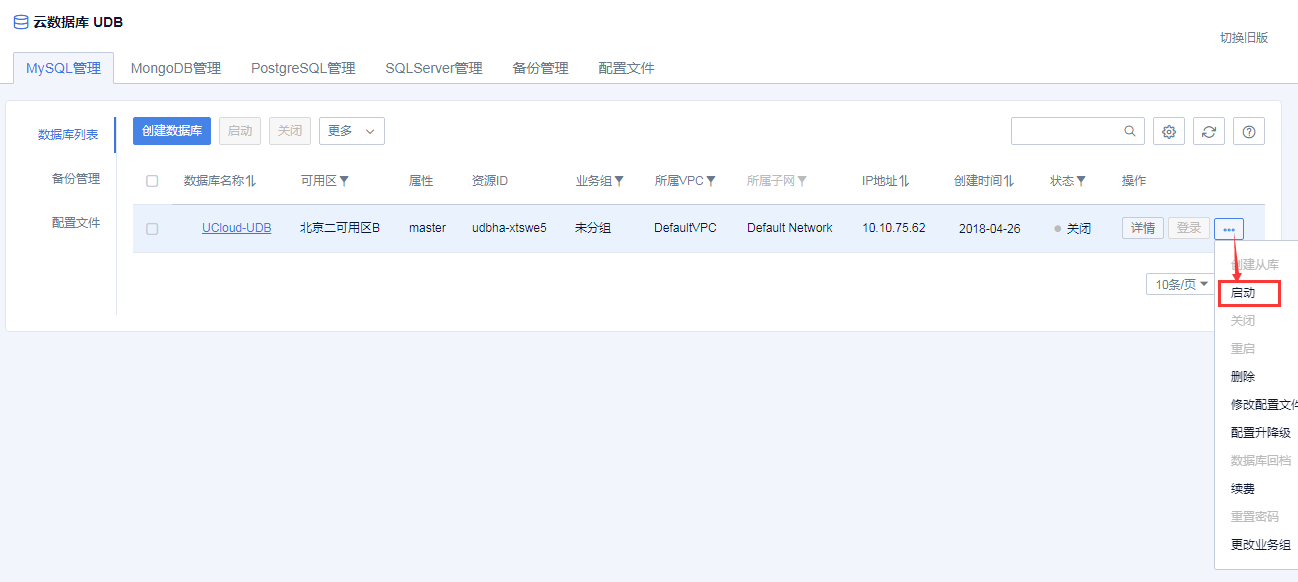 云数据库 UDB
切换旧版
MySQL管理 MongoDB管理 PostgreSQL管理 SQLServer管理 备份管理 配置文件
数据库列表
备份管理
配置文件
创建数据库 启动 关闭 更多
数据库名称 可用区 属性 资源ID 业务组 所属VPC 所属子网 IP地址 创建时间 状态 操作
UCloud-UDB 北京二可用区B master udbha-xtswe5 未分组 DefaultVPC Default Network 10.10.75.62 2018-04-26 关闭 详情 登录 •••
10条/页
创建从库
启动
关闭
重启
删除
修改配置文件
配置升降级
数据库回档
续费
重置密码
更改业务组